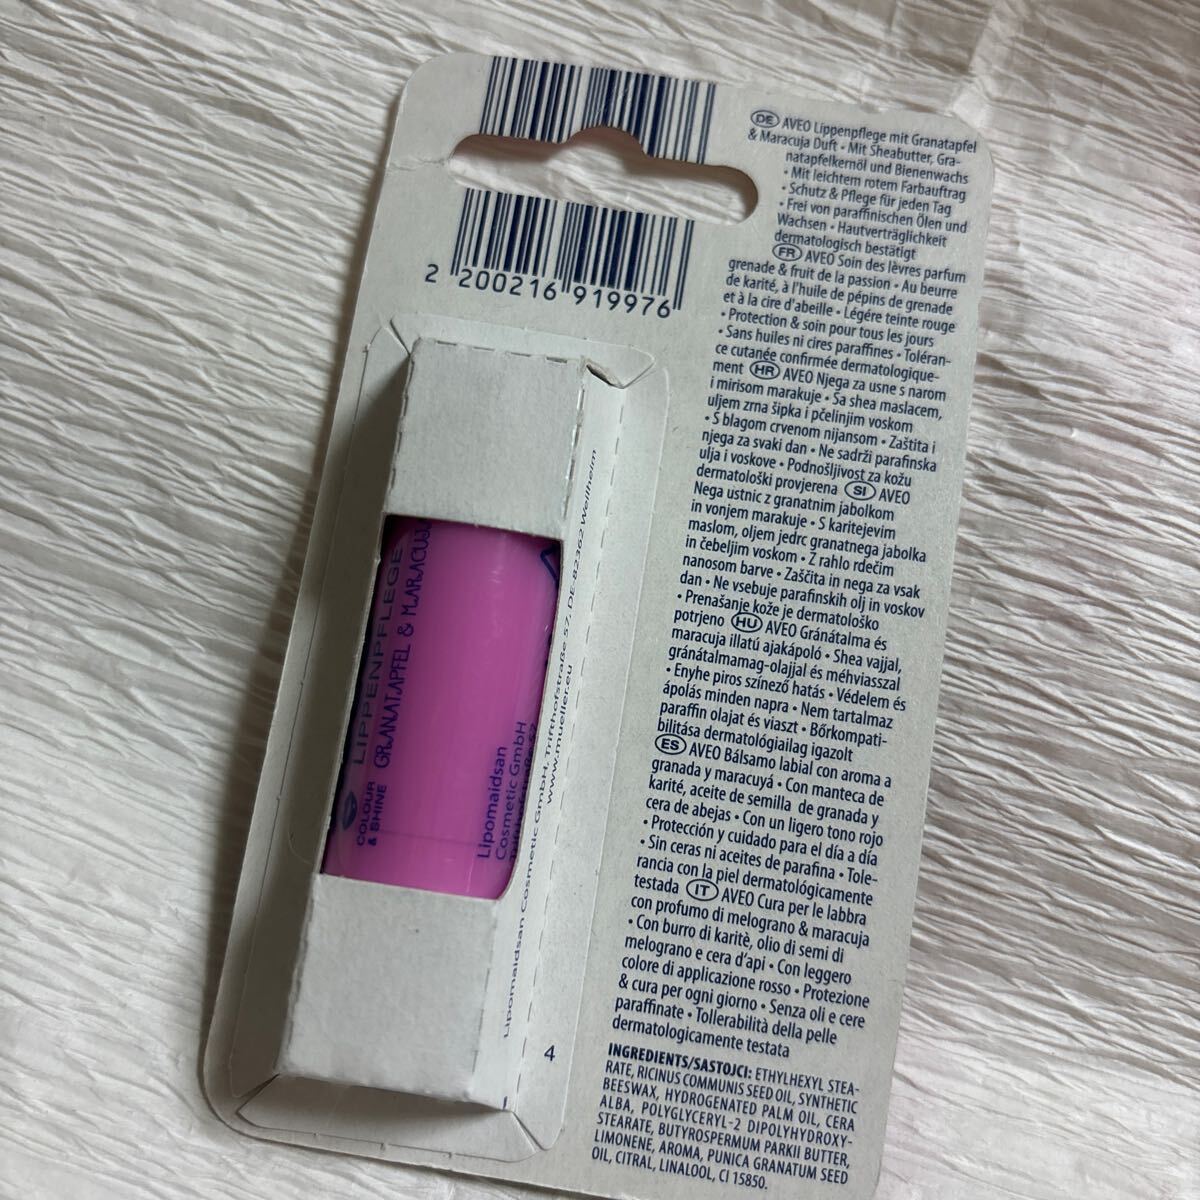 2 200216 919976
DE AVEO Lippenpflege mit Granatapfel
& Maracuja Duft • Mit Sheabutter, Gra-
natapfelkernöl und Bienenwachs
• Mit leichtem rotem Farbauftrag
• Schutz & Pflege für jeden Tag
• Frei von paraffinischen Ölen und
Wachsen • Hautverträglichkeit
dermatologisch bestätigt
FR AVEO Soin des lèvres parfum
grenade & fruit de la passion • Au beurre
de karité, à l'huile de pépins de grenade
et à la cire d'abeille • Légére teinte rouge
• Protection & soin pour tous les jours
• Sans huiles ni cires paraffines • Toléran-
ce cutanée confirmée dermatologique-
ment HR AVEO Njega za usne s narom
i mirisom marakuje • Sa shea maslacem,
uljem zrna šipka i pčelinjim voskom
• S blagom crvenom nijansom • Zaštita i
njega za svaki dan • Ne sadrži parafinska
ulja i voskove • Podnošljivost za kožu
dermatološki provjerena SI AVEO
Nega ustnic z granatnim jabolkom
in vonjem marakuje • S karitejevim
maslom, oljem jedrc granatnega jabolka
in čebeljim voskom • Z rahlo rdečim
nanosom barve • Zaščita in nega za vsak
dan • Ne vsebuje parafinskih olj in voskov
• Prenašanje kože je dermatološko
potrjeno HU AVEO Gránátalma és
maracuja illatú ajakápoló • Shea vajjal,
gránátalmamag-olajjal és méhviasszal
• Enyhe piros színező hatás • Védelem és
ápolás minden napra • Nem tartalmaz
paraffin olajat és viaszt • Bőrkompati-
bilitása dermatológiailag igazolt
ES AVEO Bálsamo labial con aroma a
granada y maracuyá • Con manteca de
karité, aceite de semilla de granada y
cera de abejas • Con un ligero tono rojo
• Protección y cuidado para el día a día
• Sin ceras ni aceites de parafina • Tole-
rancia con la piel dermatológicamente
testada IT AVEO Cura per le labbra
con profumo di melograno & maracuja
• Con burro di karitè, olio di semi di
melograno e cera d'api • Con leggero
colore di applicazione rosso • Protezione
& cura per ogni giorno • Senza oli e cere
paraffinate • Tollerabilità della pelle
dermatologicamente testata
INGREDIENTS/SASTOJCI: ETHYLHEXYL STEA-
RATE, RICINUS COMMUNIS SEED OIL, SYNTHETIC
BEESWAX, HYDROGENATED PALM OIL, CERA
ALBA, POLYGLYCERYL-2 DIPOLYHYDROXY-
STEARATE, BUTYROSPERMUM PARKII BUTTER,
LIMONENE, AROMA, PUNICA GRANATUM SEED
OIL, CITRAL, LINALOOL, CI 15850.
COLOUR
& SHINE
LIPPENPFLEGE
GRANATAPFEL & MARACUJ
Lipomaidsan
Cosmetic GmbH
Lipomaidsan Cosmetic GmbH, Trifthofstraße 57, DE-82362 Weilheim
www.mueller.eu
4